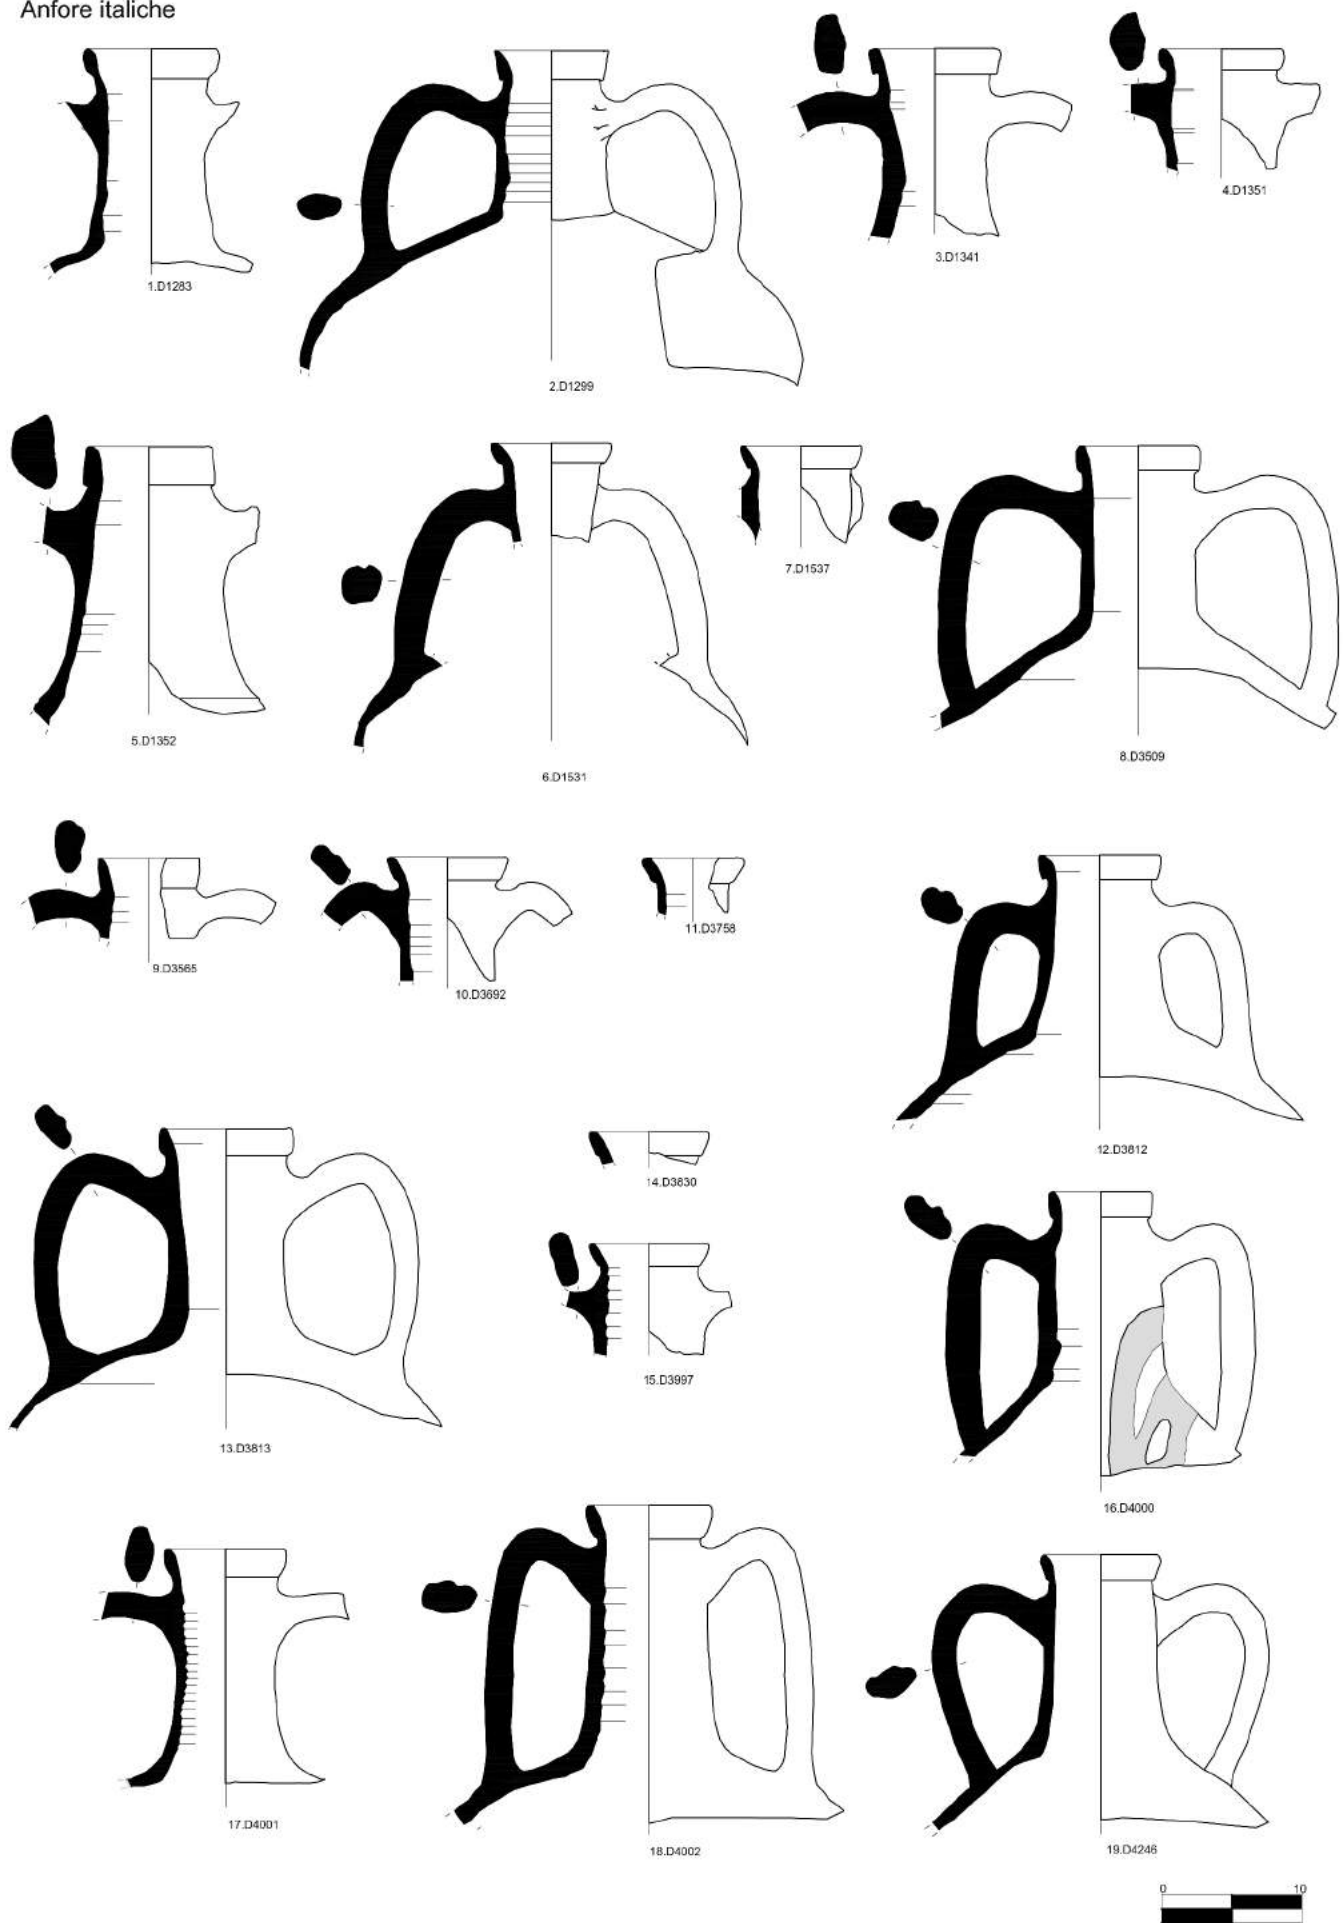 Anfore italiche
1.D1283
2.D1299
3.D1341
4.D1351
5.D1352
6.D1531
7.D1537
8.D3509
9.D3565
10.D3692
11.D3758
12.D3812
13.D3813
14.D3830
15.D3997
16.D4000
17.D4001
18.D4002
19.D4246
0 10